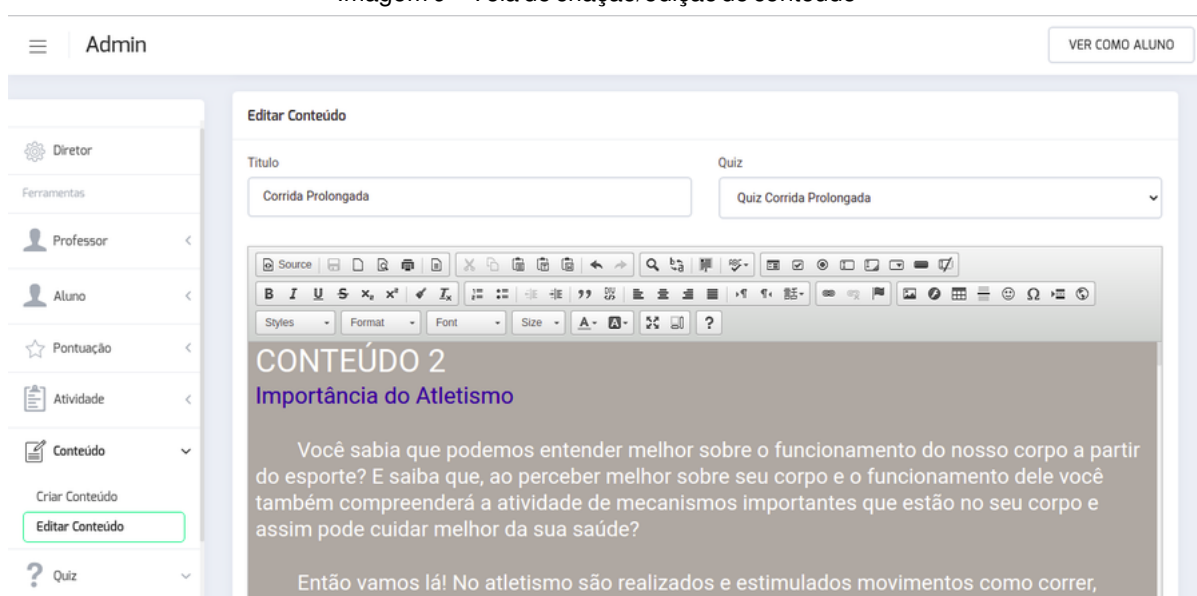 Admin
VER COMO ALUNO
Diretor
Ferramentas
Professor
Aluno
Pontuação
Atividade
Conteúdo
Criar Conteúdo
Editar Conteúdo
Quiz
Editar Conteúdo
Titulo
Quiz
Corrida Prolongada
Quiz Corrida Prolongada
Source
Styles
Format
Font
Size
CONTEÚDO 2
Importância do Atletismo
Você sabia que podemos entender melhor sobre o funcionamento do nosso corpo a partir
do esporte? E saiba que, ao perceber melhor sobre seu corpo e o funcionamento dele você
também compreenderá a atividade de mecanismos importantes que estão no seu corpo e
assim pode cuidar melhor da sua saúde?
Então vamos lá! No atletismo são realizados e estimulados movimentos como correr,